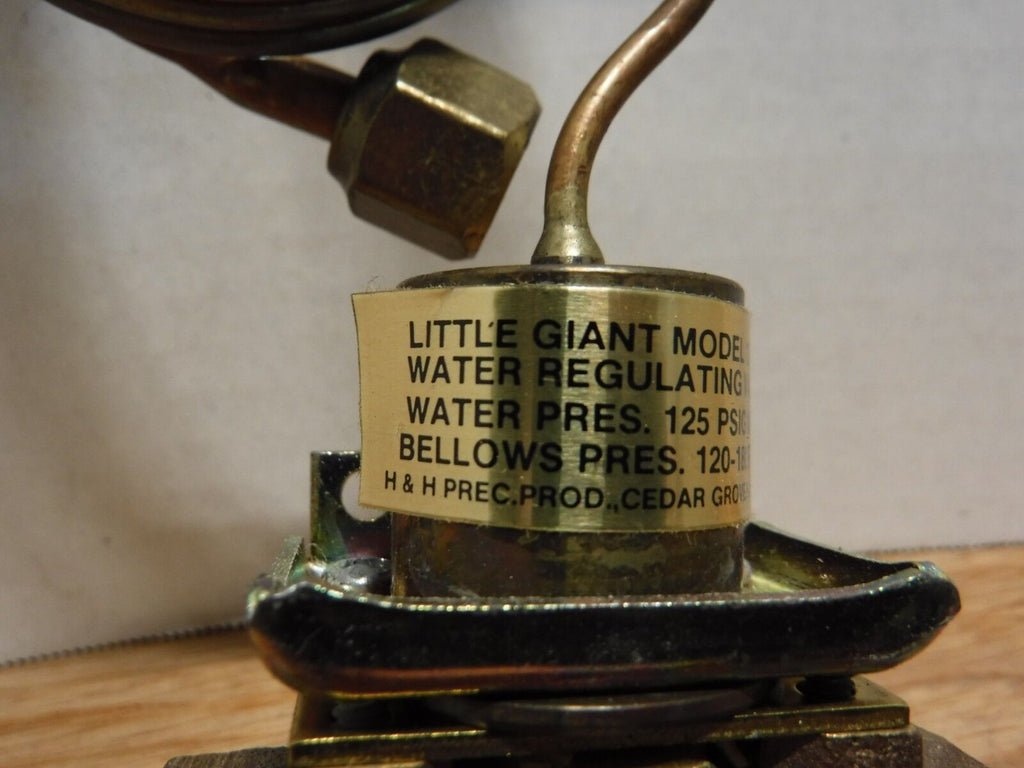 LITTLE GIANT MODEL
WATER REGULATING
WATER PRES. 125 PSIG
BELLOWS PRES. 120-18
H & H PREC.PROD.,CEDAR GROVE